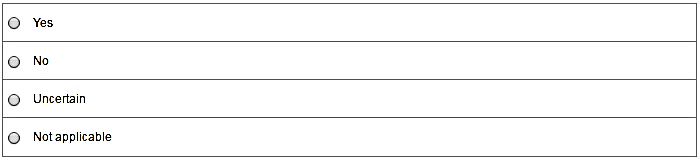 Yes
No
Uncertain
Not applicable